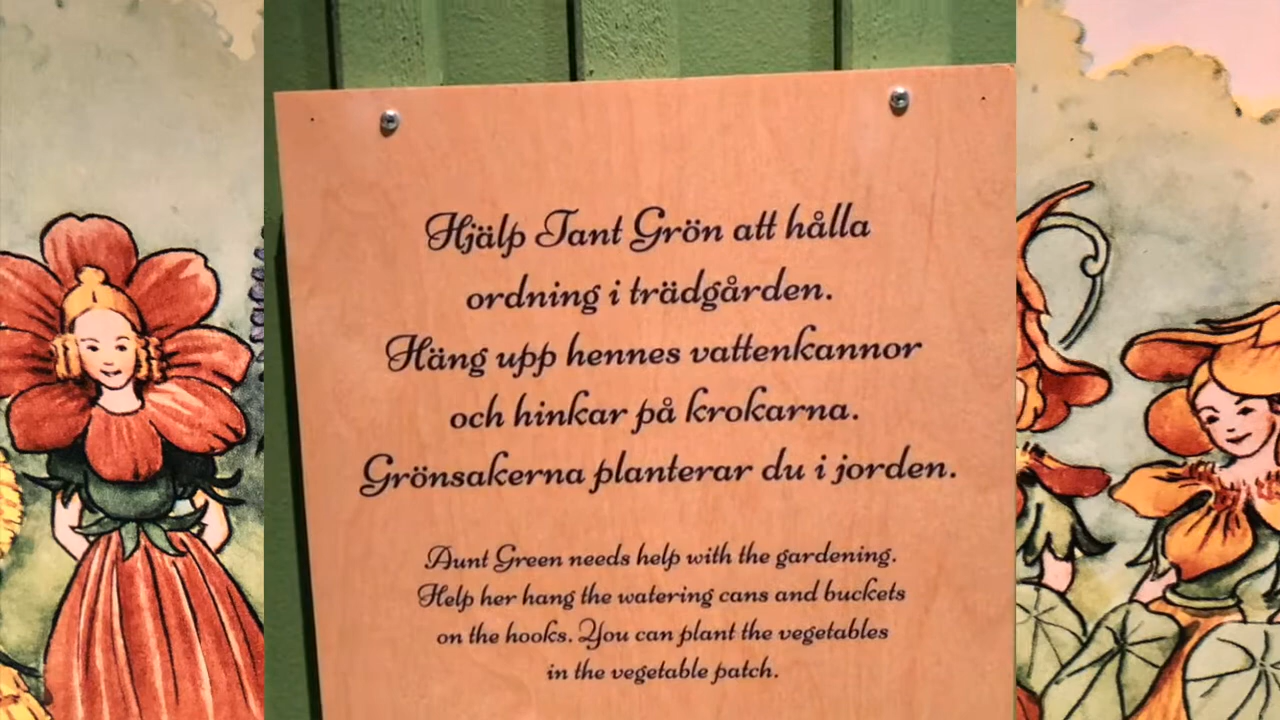 Hjälp Tant Grön att hålla
ordning i trädgården.
Häng upp hennes vattenkannor
och hinkar på krokarna.
Grönsakerna planterar du i jorden.
Aunt Green needs help with the gardening.
Help her hang the watering cans and buckets
on the hooks. You can plant the vegetables
in the vegetable patch.